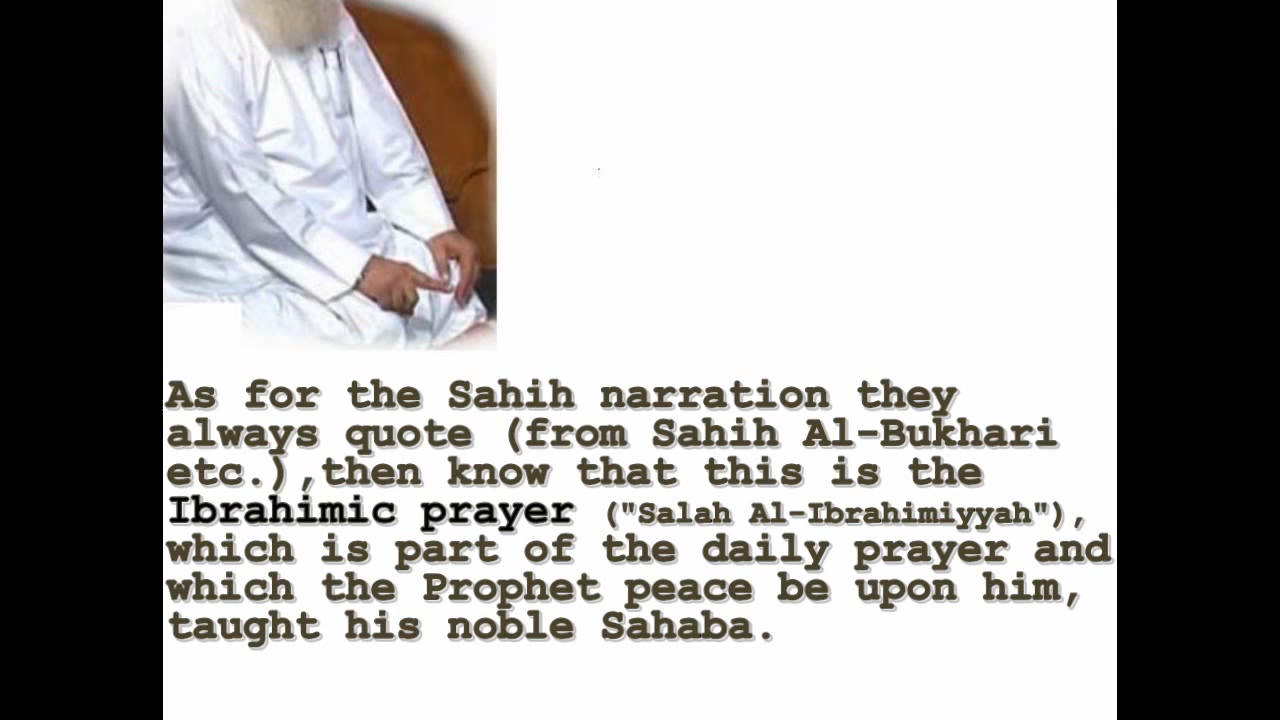 As for the Sahih narration they
always quote (from Sahih Al-Bukhari
etc.),then know that this is the
Ibrahimic prayer ("Salah Al-Ibrahimiyyah"),
which is part of the daily prayer and
which the Prophet peace be upon him,
taught his noble Sahaba.